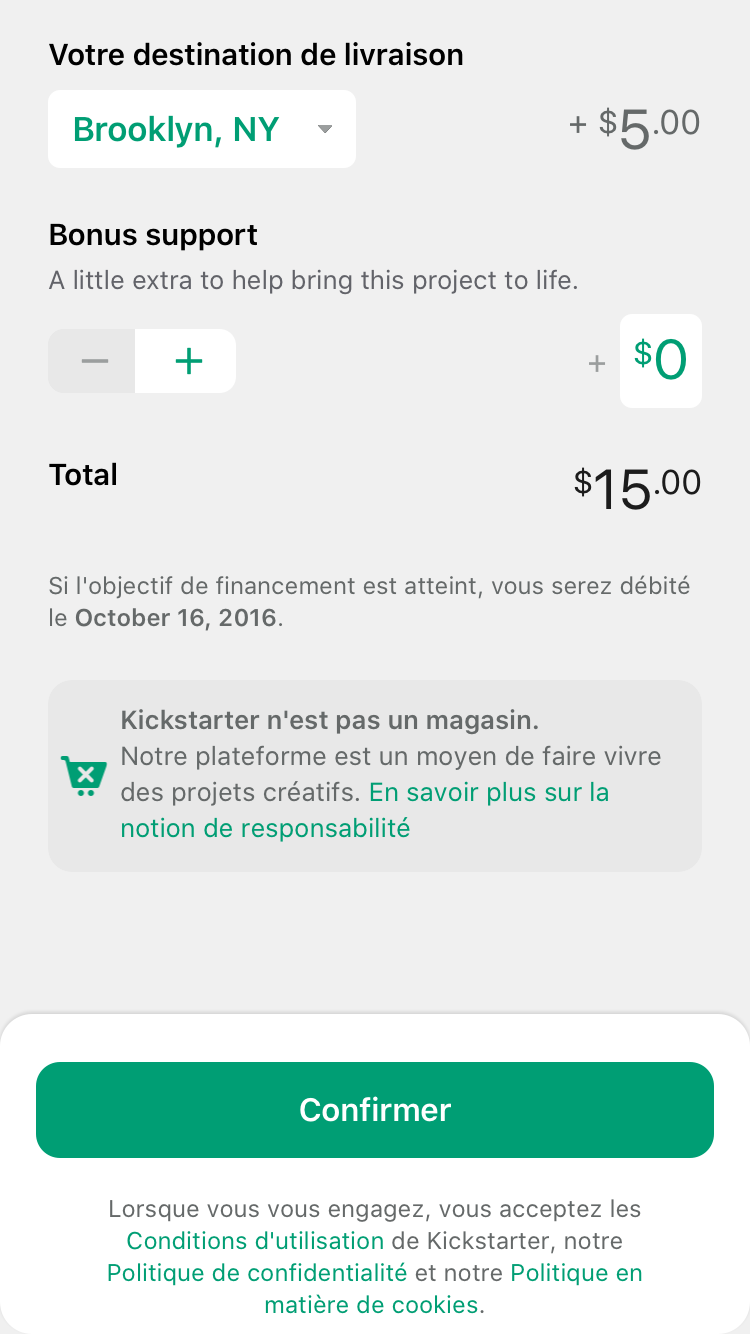 Votre destination de livraison
Brooklyn, NY
+ $5.00
Bonus support
A little extra to help bring this project to life.
− +
+ $0
Total
$15.00
Si l'objectif de financement est atteint, vous serez débité
le October 16, 2016.
Kickstarter n'est pas un magasin.
Notre plateforme est un moyen de faire vivre
des projets créatifs. En savoir plus sur la
notion de responsabilité
Confirmer
Lorsque vous vous engagez, vous acceptez les
Conditions d'utilisation de Kickstarter, notre
Politique de confidentialité et notre Politique en
matière de cookies.